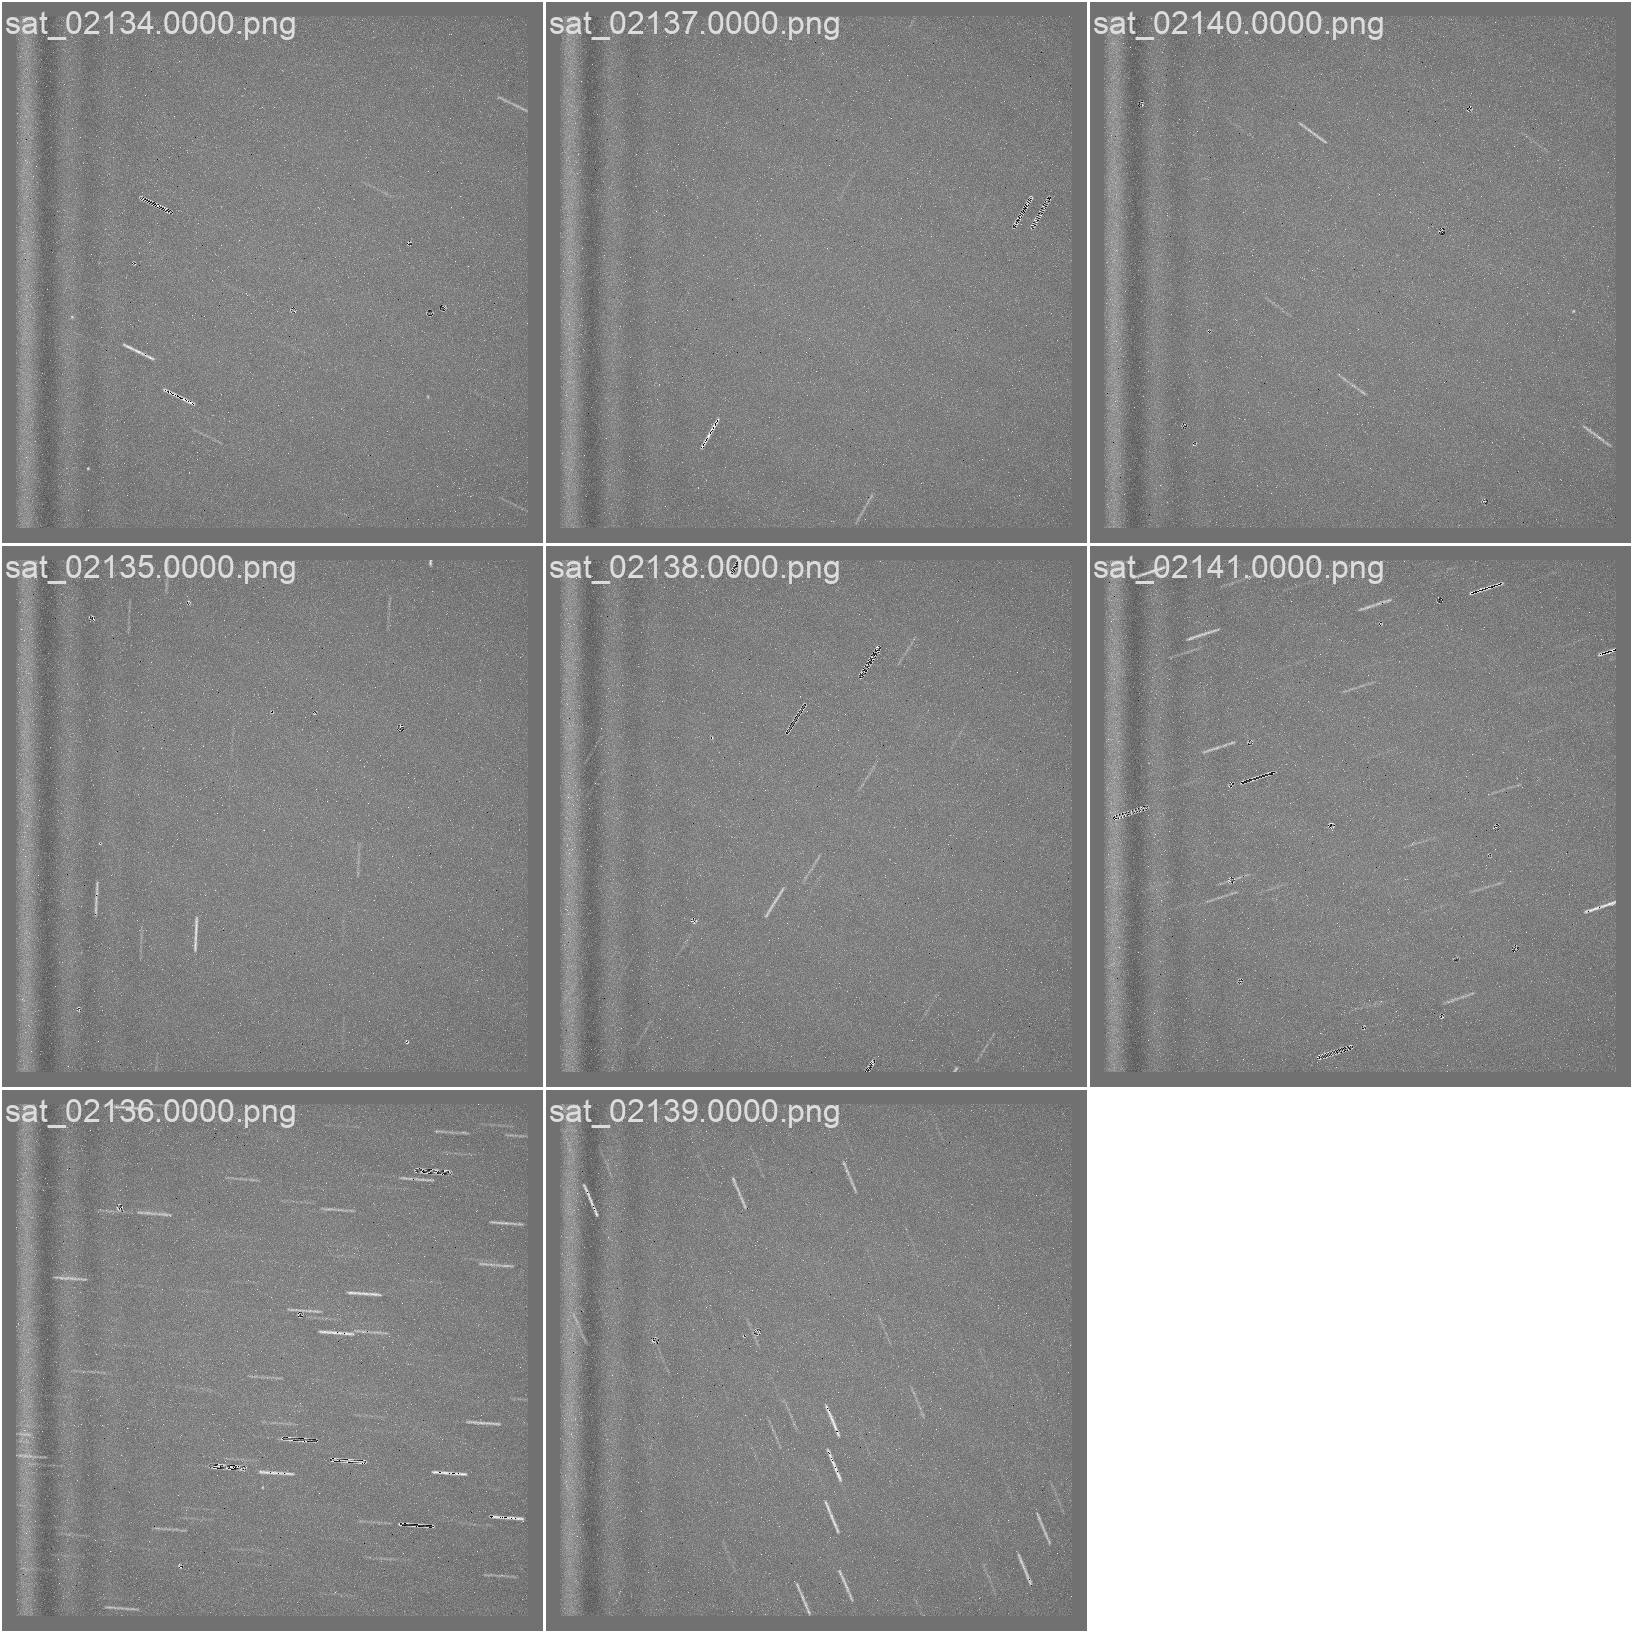 sat_02134.0000.png
sat_02137.0000.png
sat_02140.0000.png
sat_02135.0000.png
sat_02138.0000.png
sat_02141.0000.png
sat_02136.0000.png
sat_02139.0000.png